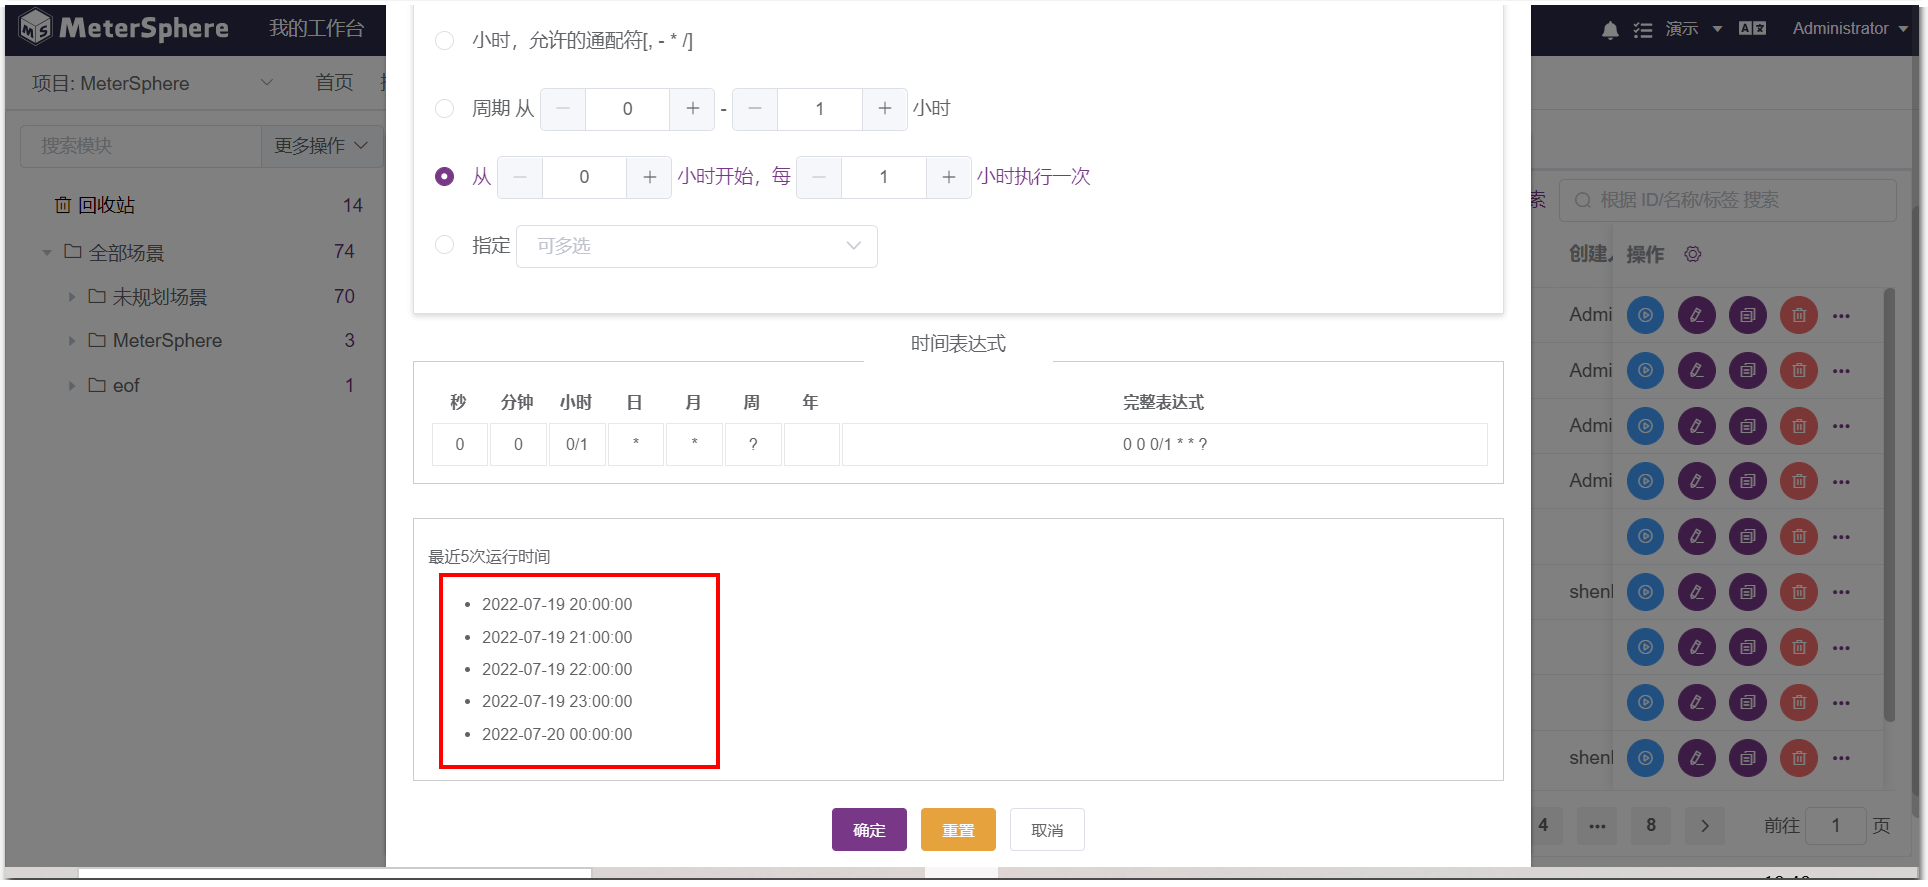 MeterSphere 我的工作台 演示 Administrator
项目: MeterSphere 首页
搜索模块 更多操作
回收站 14
全部场景 74
未规划场景 70
MeterSphere 3
eof 1
小时，允许的通配符[, - * /]
周期 从 0 - 1 小时
从 0 小时开始，每 1 小时执行一次
指定 可多选
时间表达式
秒 分钟 小时 日 月 周 年 完整表达式
0 0 0/1 * * ? 0 0 0/1 * * ?
最近5次运行时间
• 2022-07-19 20:00:00
• 2022-07-19 21:00:00
• 2022-07-19 22:00:00
• 2022-07-19 23:00:00
• 2022-07-20 00:00:00
确定 重置 取消
索 根据 ID/名称/标签 搜索
创建 操作
Admi
Admi
Admi
Admi
shen
shen
4 ••• 8 > 前往 1 页